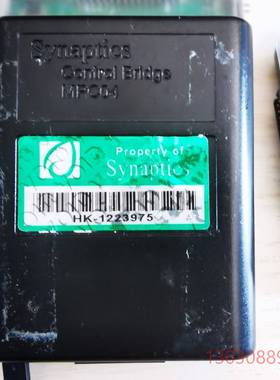 Synaptics
Control Bridge
MPC04
Property of
Synaptics
HK-1223975